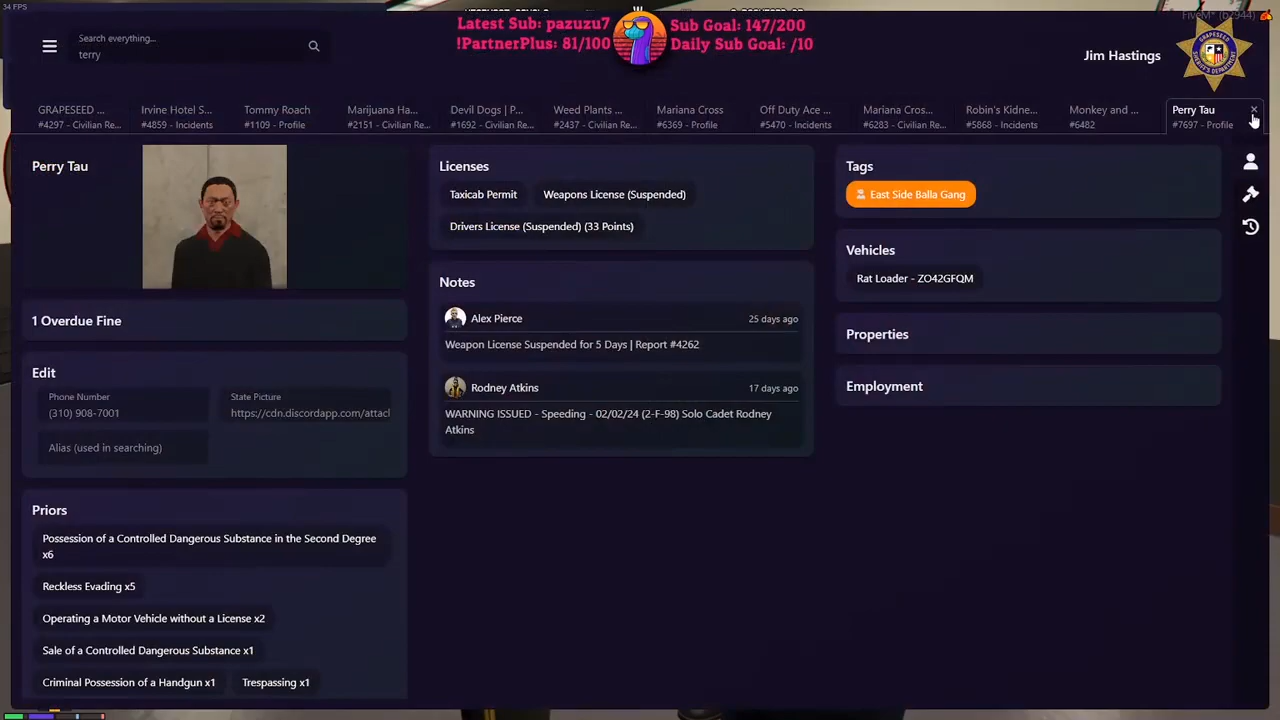 34 FPS
FiveM* (b2944)
Latest Sub: pazuzu7
!PartnerPlus: 81/100
Sub Goal: 147/200
Daily Sub Goal: /10
Search everything...
terry
Jim Hastings
GRAPESEED
GRAPESEED ...
#4297 - Civilian Re...
Irvine Hotel S...
#4859 - Incidents
Tommy Roach
#1109 - Profile
Marijuana Ha...
#2151 - Civilian Re...
Devil Dogs | P...
#1692 - Civilian Re...
Weed Plants ...
#2437 - Civilian Re...
Mariana Cross
#6369 - Profile
Off Duty Ace ...
#5470 - Incidents
Mariana Cros...
#6283 - Civilian Re...
Robin's Kidne...
#5868 - Incidents
Monkey and ...
#6482
Perry Tau
#7697 - Profile
Perry Tau
1 Overdue Fine
Edit
Phone Number
(310) 908-7001
State Picture
https://cdn.discordapp.com/attacl
Alias (used in searching)
Priors
Possession of a Controlled Dangerous Substance in the Second Degree
x6
Reckless Evading x5
Operating a Motor Vehicle without a License x2
Sale of a Controlled Dangerous Substance x1
Criminal Possession of a Handgun x1
Trespassing x1
Licenses
Taxicab Permit
Weapons License (Suspended)
Drivers License (Suspended) (33 Points)
Notes
Alex Pierce
25 days ago
Weapon License Suspended for 5 Days | Report #4262
Rodney Atkins
17 days ago
WARNING ISSUED - Speeding - 02/02/24 (2-F-98) Solo Cadet Rodney
Atkins
Tags
East Side Balla Gang
Vehicles
Rat Loader - ZO42GFQM
Properties
Employment